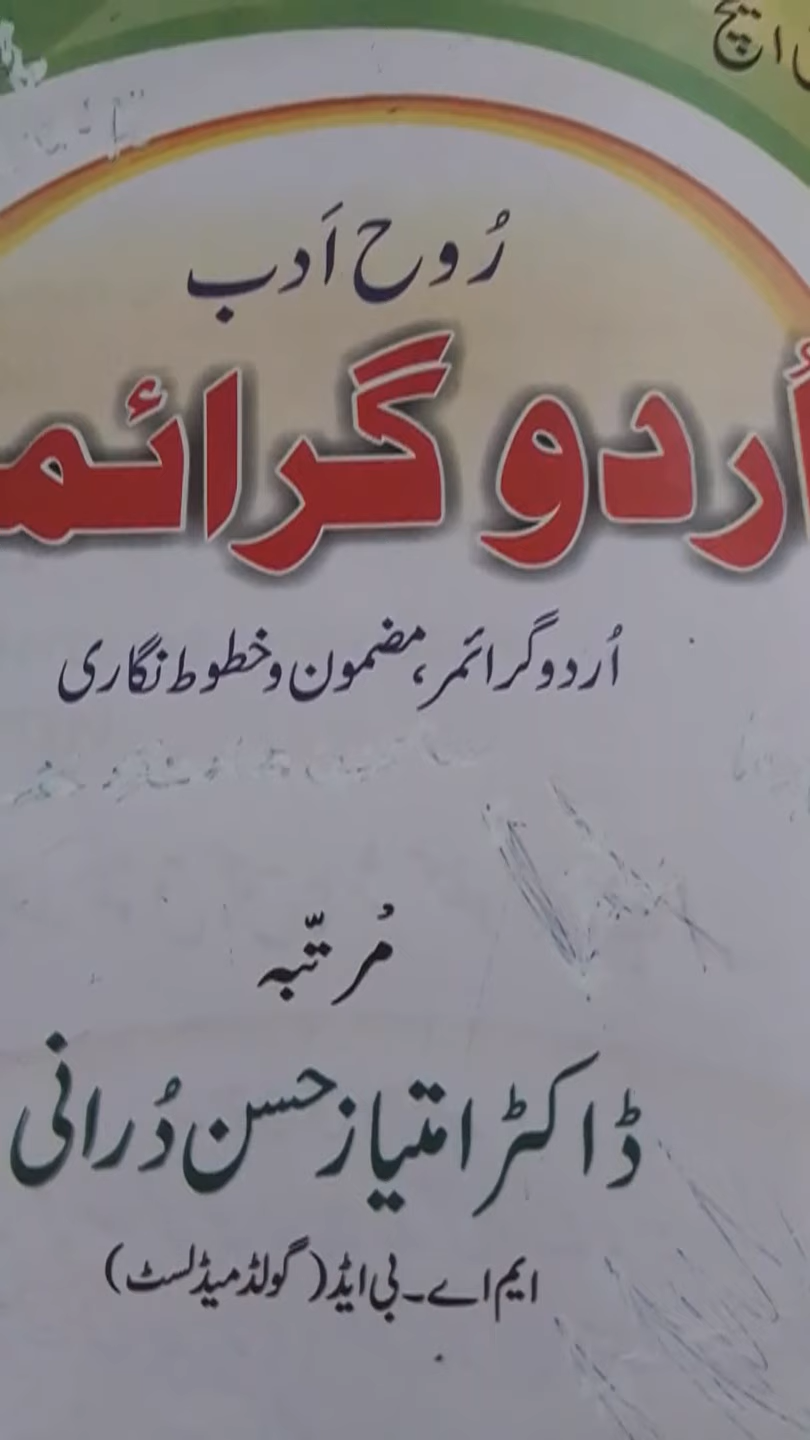 رُوح اَدب
اُردو گرائم
اُردو گرائمر، مضمون و خطوط نگاری
مُرتّبہ
ڈاکٹر امتیاز حسن دُرانی
ایم اے۔ بی ایڈ (گولڈ میڈلسٹ)